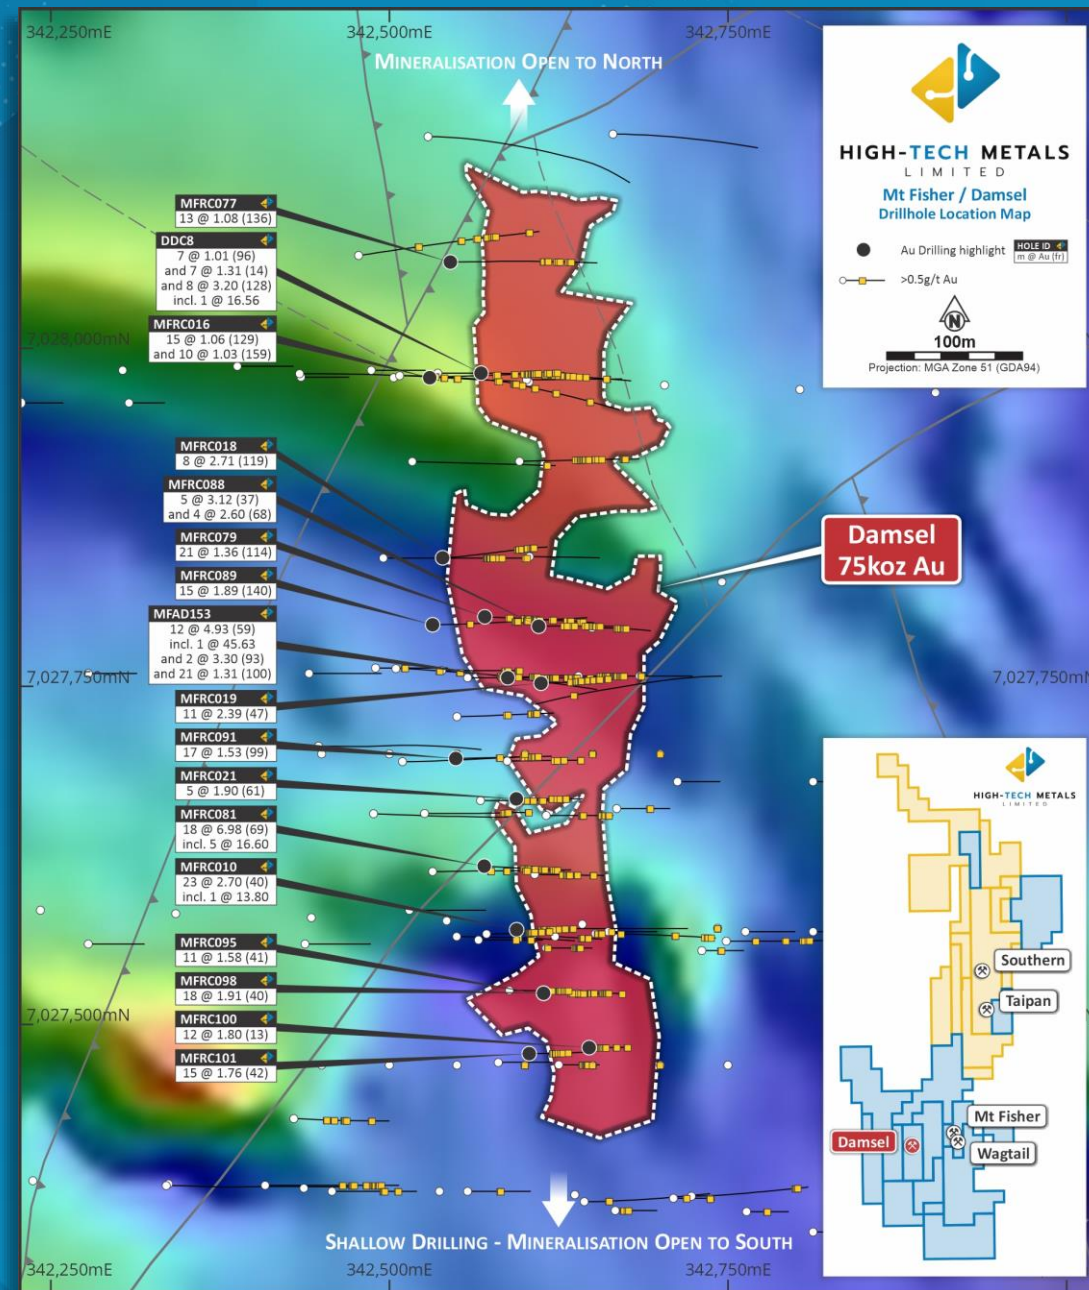 342,250mE
342,500mE
342,750mE
MINERALISATION OPEN TO NORTH
HIGH-TECH METALS
LIMITED
Mt Fisher / Damsel
Drillhole Location Map
Au Drilling highlight
HOLE ID
m @ Au (fr)
>0.5g/t Au
N
100m
Projection: MGA Zone 51 (GDA94)
MFRC077
13 @ 1.08 (136)
DDC8
7 @ 1.01 (96)
and 7 @ 1.31 (14)
and 8 @ 3.20 (128)
incl. 1 @ 16.56
MFRC016
15 @ 1.06 (129)
and 10 @ 1.03 (159)
7,028,000mN
MFRC018
8 @ 2.71 (119)
MFRC088
5 @ 3.12 (37)
and 4 @ 2.60 (68)
MFRC079
21 @ 1.36 (114)
MFRC089
15 @ 1.89 (140)
MFAD153
12 @ 4.93 (59)
incl. 1 @ 45.63
and 2 @ 3.30 (93)
and 21 @ 1.31 (100)
Damsel
75koz Au
7,027,750mN
7,027,750mN
MFRC019
11 @ 2.39 (47)
MFRC091
17 @ 1.53 (99)
MFRC021
5 @ 1.90 (61)
MFRC081
18 @ 6.98 (69)
incl. 5 @ 16.60
MFRC010
23 @ 2.70 (40)
incl. 1 @ 13.80
MFRC095
11 @ 1.58 (41)
MFRC098
18 @ 1.91 (40)
7,027,500mN
MFRC100
12 @ 1.80 (13)
MFRC101
15 @ 1.76 (42)
HIGH-TECH METALS
LIMITED
Southern
Taipan
Mt Fisher
Damsel
Wagtail
SHALLOW DRILLING - MINERALISATION OPEN TO SOUTH
342,250mE
342,500mE
342,750mE